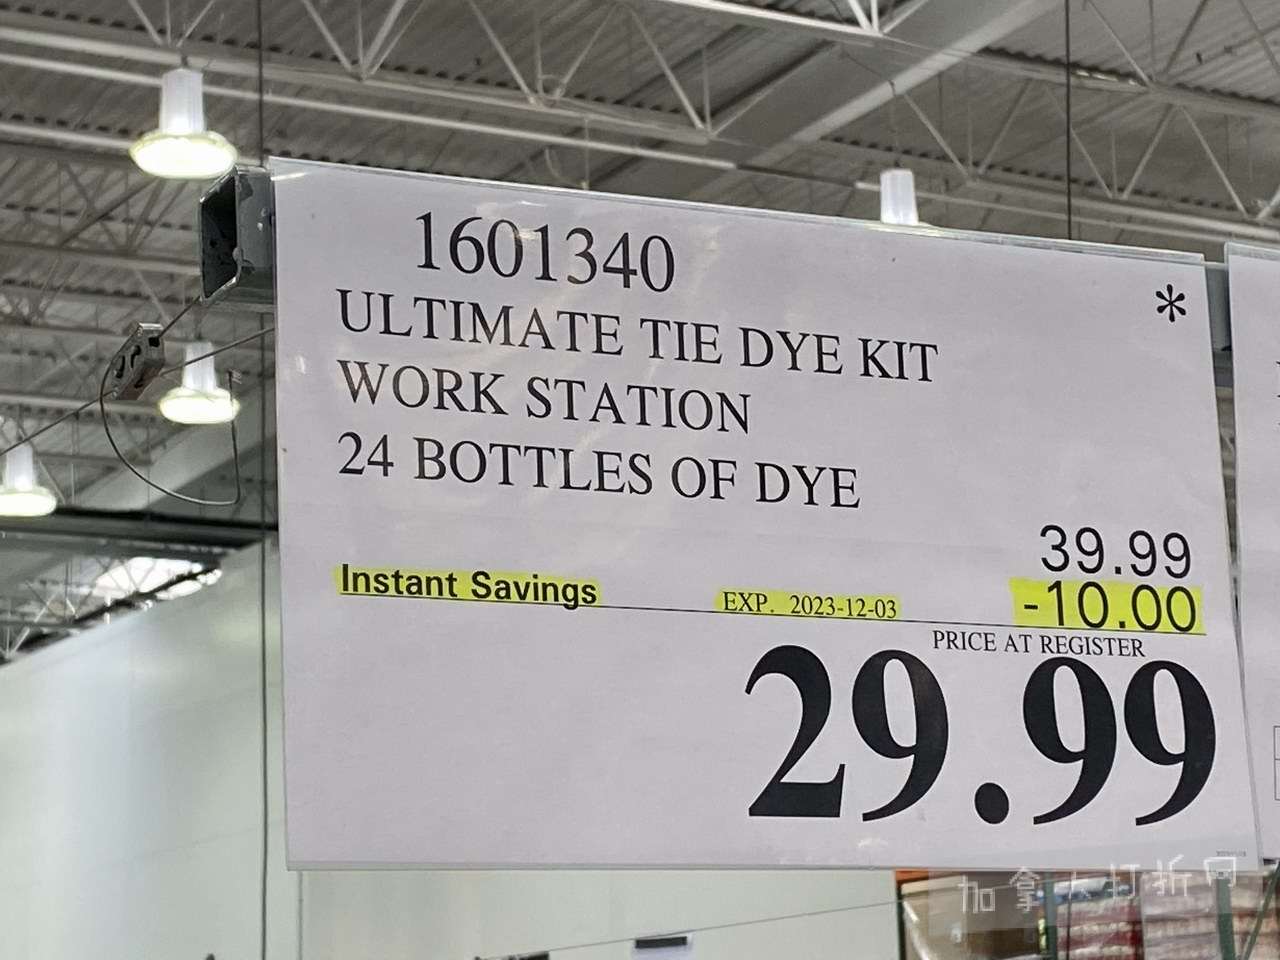 1601340
*
ULTIMATE TIE DYE KIT
WORK STATION
24 BOTTLES OF DYE
39.99
Instant Savings EXP. 2023-12-03 -10.00
PRICE AT REGISTER
29.99
加拿大打折网